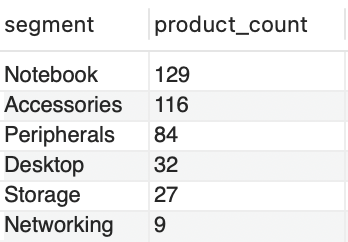 segment product_count
Notebook 129
Accessories 116
Peripherals 84
Desktop 32
Storage 27
Networking 9